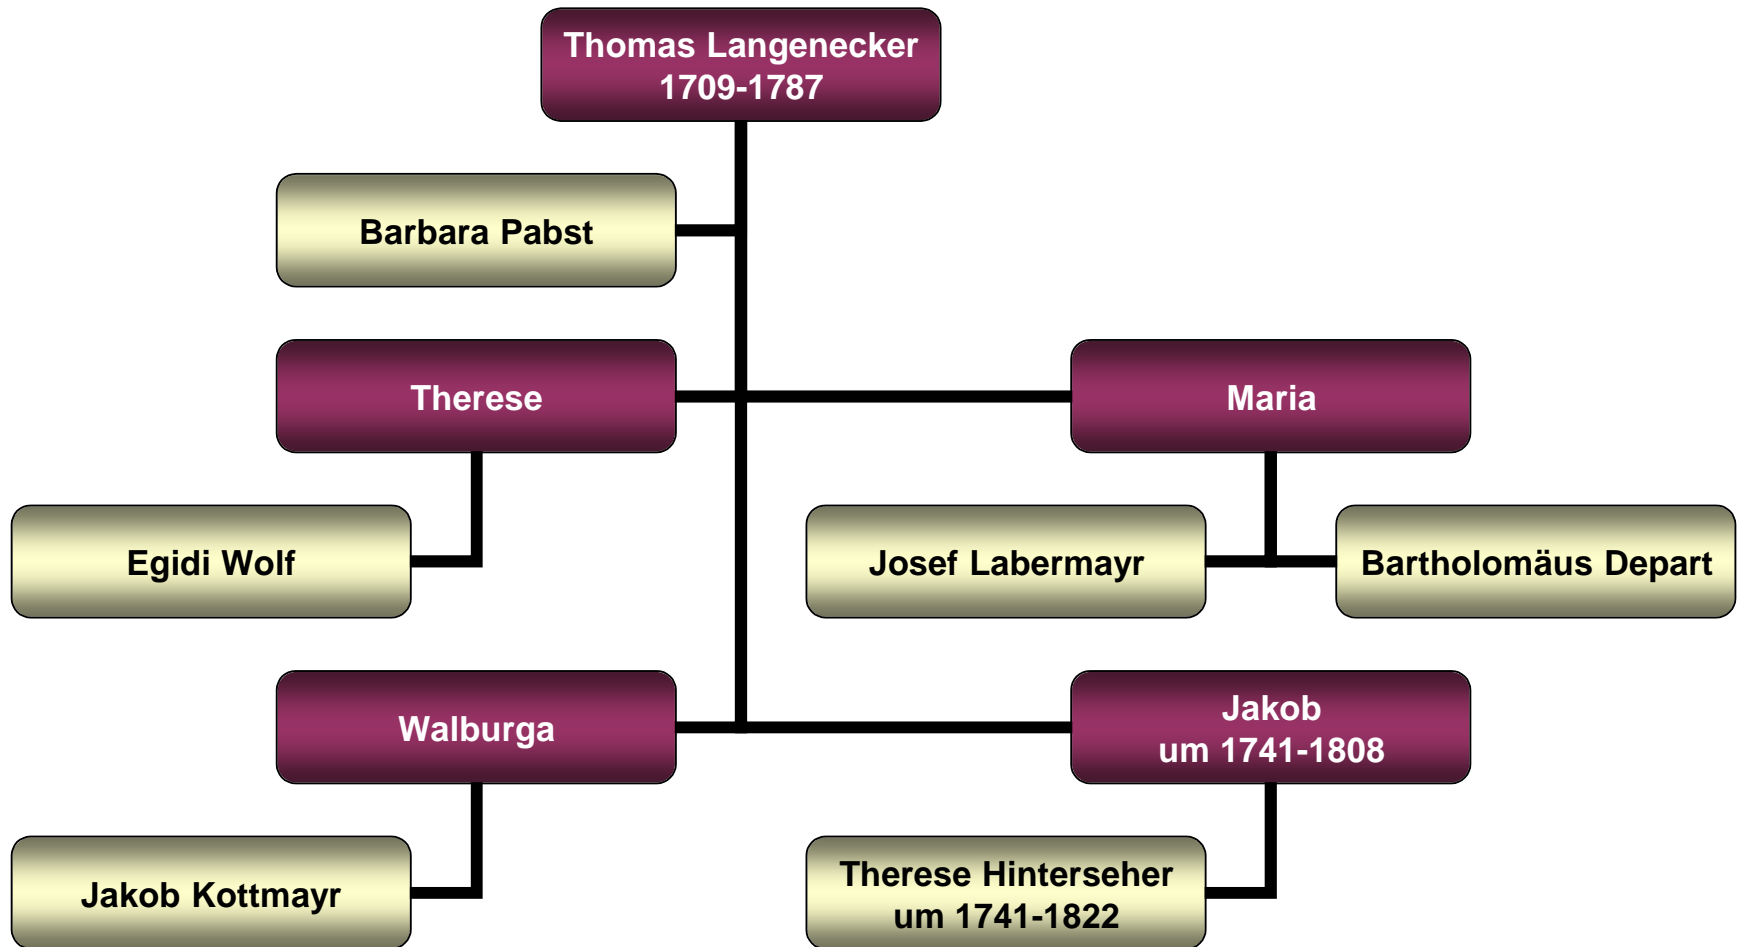 Thomas Langenecker
1709-1787
Barbara Pabst
Therese
Maria
Egidi Wolf
Josef Labermayr
Bartholomäus Depart
Walburga
Jakob
um 1741-1808
Jakob Kottmayr
Therese Hinterseher
um 1741-1822